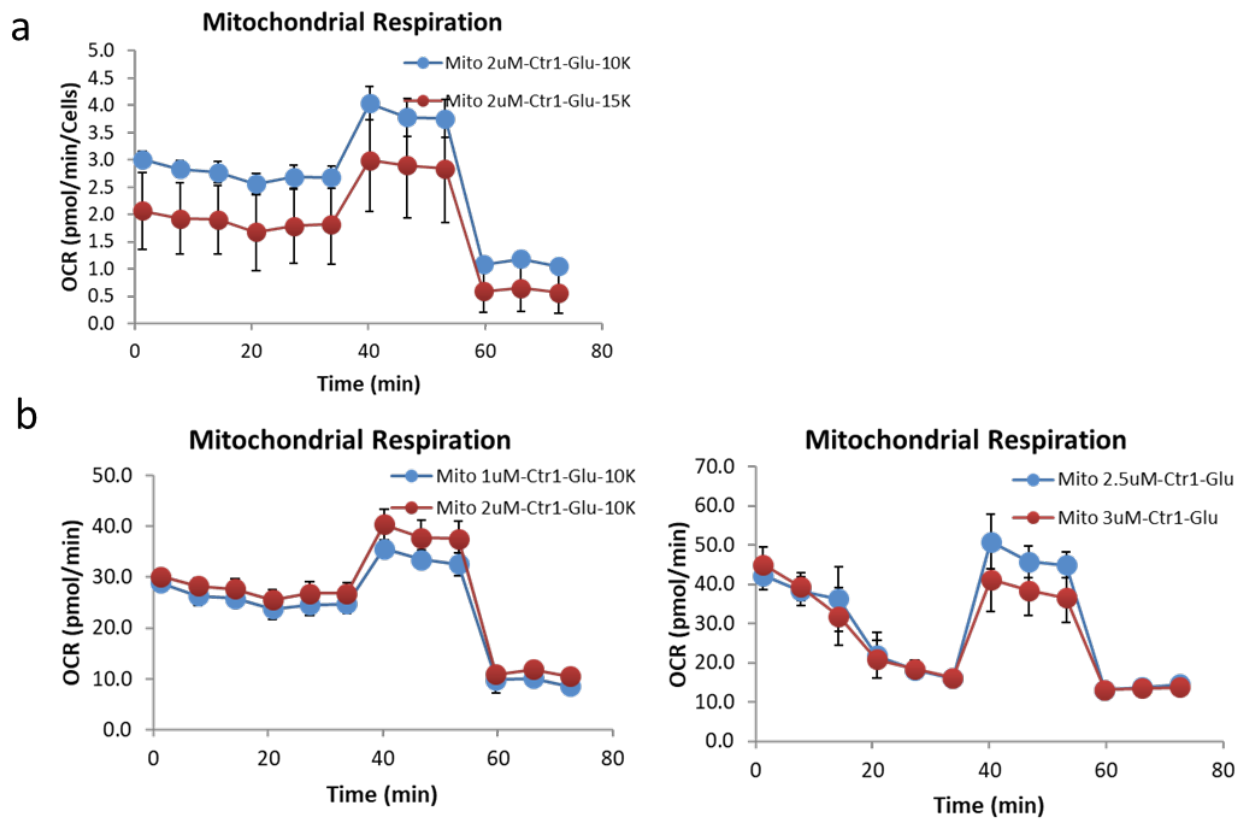 a
Mitochondrial Respiration
Mito 2uM-Ctr1-Glu-10K
Mito 2uM-Ctr1-Glu-15K
OCR (pmol/min/Cells)
5.0
4.5
4.0
3.5
3.0
2.5
2.0
1.5
1.0
0.5
0.0
0 20 40 60 80
Time (min)
b
Mitochondrial Respiration
Mito 1uM-Ctr1-Glu-10K
Mito 2uM-Ctr1-Glu-10K
OCR (pmol/min)
50.0
40.0
30.0
20.0
10.0
0.0
0 20 40 60 80
Time (min)
Mitochondrial Respiration
Mito 2.5uM-Ctr1-Glu
Mito 3uM-Ctr1-Glu
OCR (pmol/min)
70.0
60.0
50.0
40.0
30.0
20.0
10.0
0.0
0 20 40 60 80
Time (min)